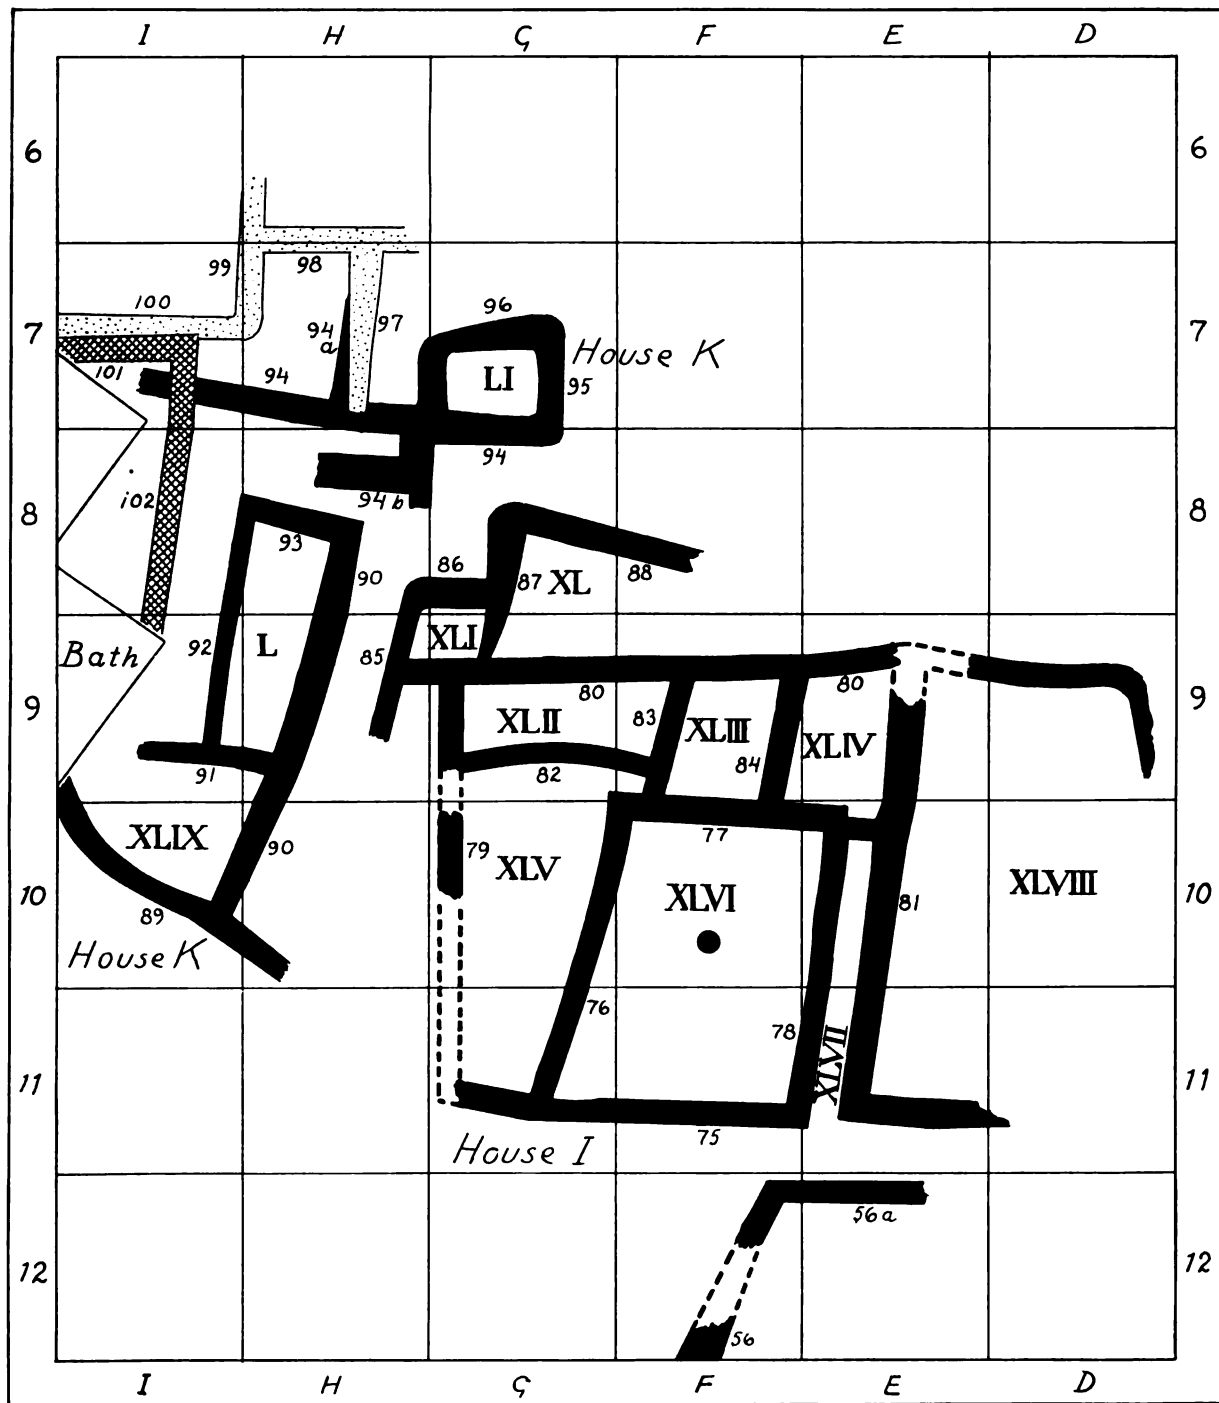 I H G F E D
6 6
99 98
100
7 94 a 97 96 House K 7
101 94 LI 95
94
102 94 b
8 93 8
90 86 87 XL 88
Bath 92 L 85 XLI
80 80
9 XLII 83 XLIII 84 XLIV 9
91 82
XLIX 90 79 XLV 77
10 89 XLVI 81 XLVIII 10
House K
76 78 XLVII
11 11
House I 75
56 a
12 12
56
I H G F E D